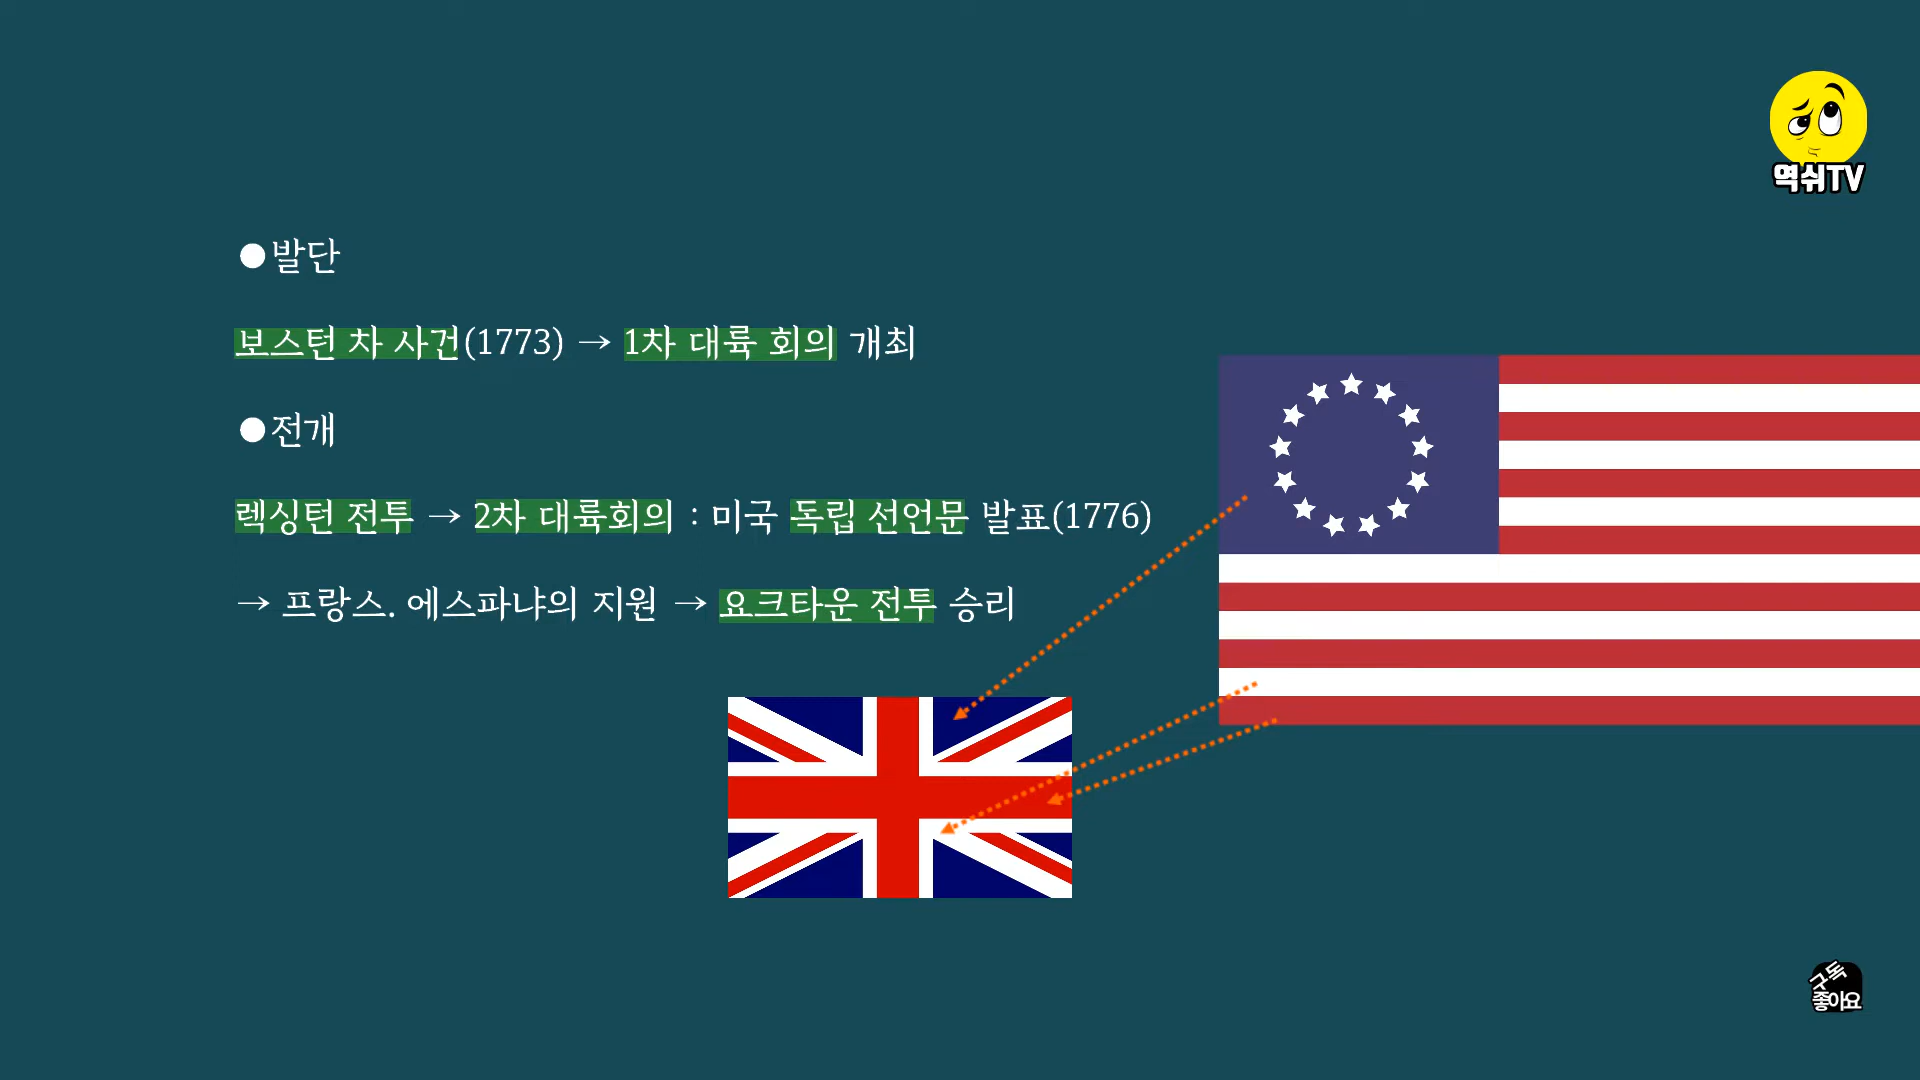 역쉬TV
●발단
보스턴 차 사건(1773) → 1차 대륙 회의 개최
●전개
렉싱턴 전투 → 2차 대륙회의 : 미국 독립 선언문 발표(1776)
→ 프랑스. 에스파냐의 지원 → 요크타운 전투 승리
구독
좋아요